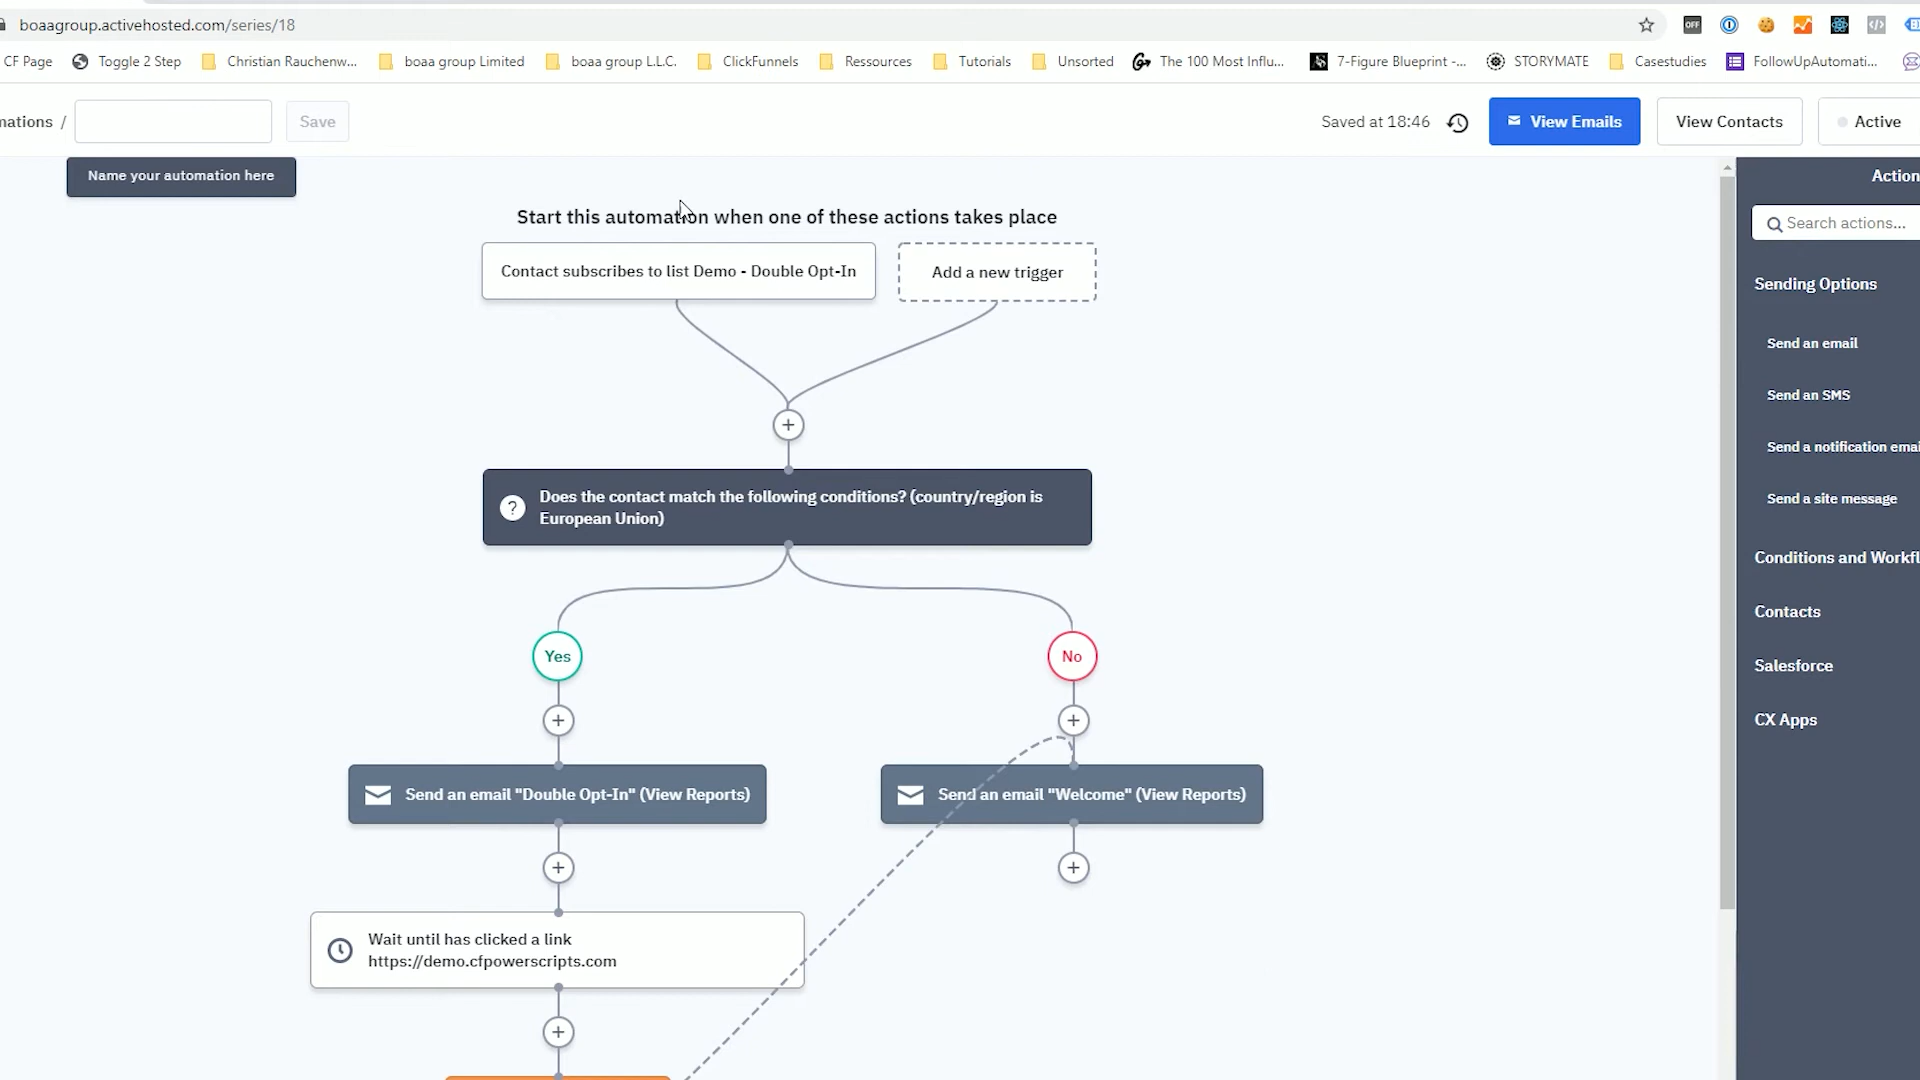 boaagroup.activehosted.com/series/18
CF Page Toggle 2 Step Christian Rauchenw... boaa group Limited boaa group L.L.C. ClickFunnels Ressources Tutorials Unsorted The 100 Most Influ... 7-Figure Blueprint -... STORYMATE Casestudies FollowUpAutomati...
mations / Save Saved at 18:46 View Emails View Contacts Active
Name your automation here
Start this automation when one of these actions takes place
Contact subscribes to list Demo - Double Opt-In
Add a new trigger
+
? Does the contact match the following conditions? (country/region is
European Union)
Yes No
+ +
Send an email "Double Opt-In" (View Reports)
Send an email "Welcome" (View Reports)
+ +
Wait until has clicked a link
https://demo.cfpowerscripts.com
+
Action
Search actions...
Sending Options
Send an email
Send an SMS
Send a notification emai
Send a site message
Conditions and Workfl
Contacts
Salesforce
CX Apps